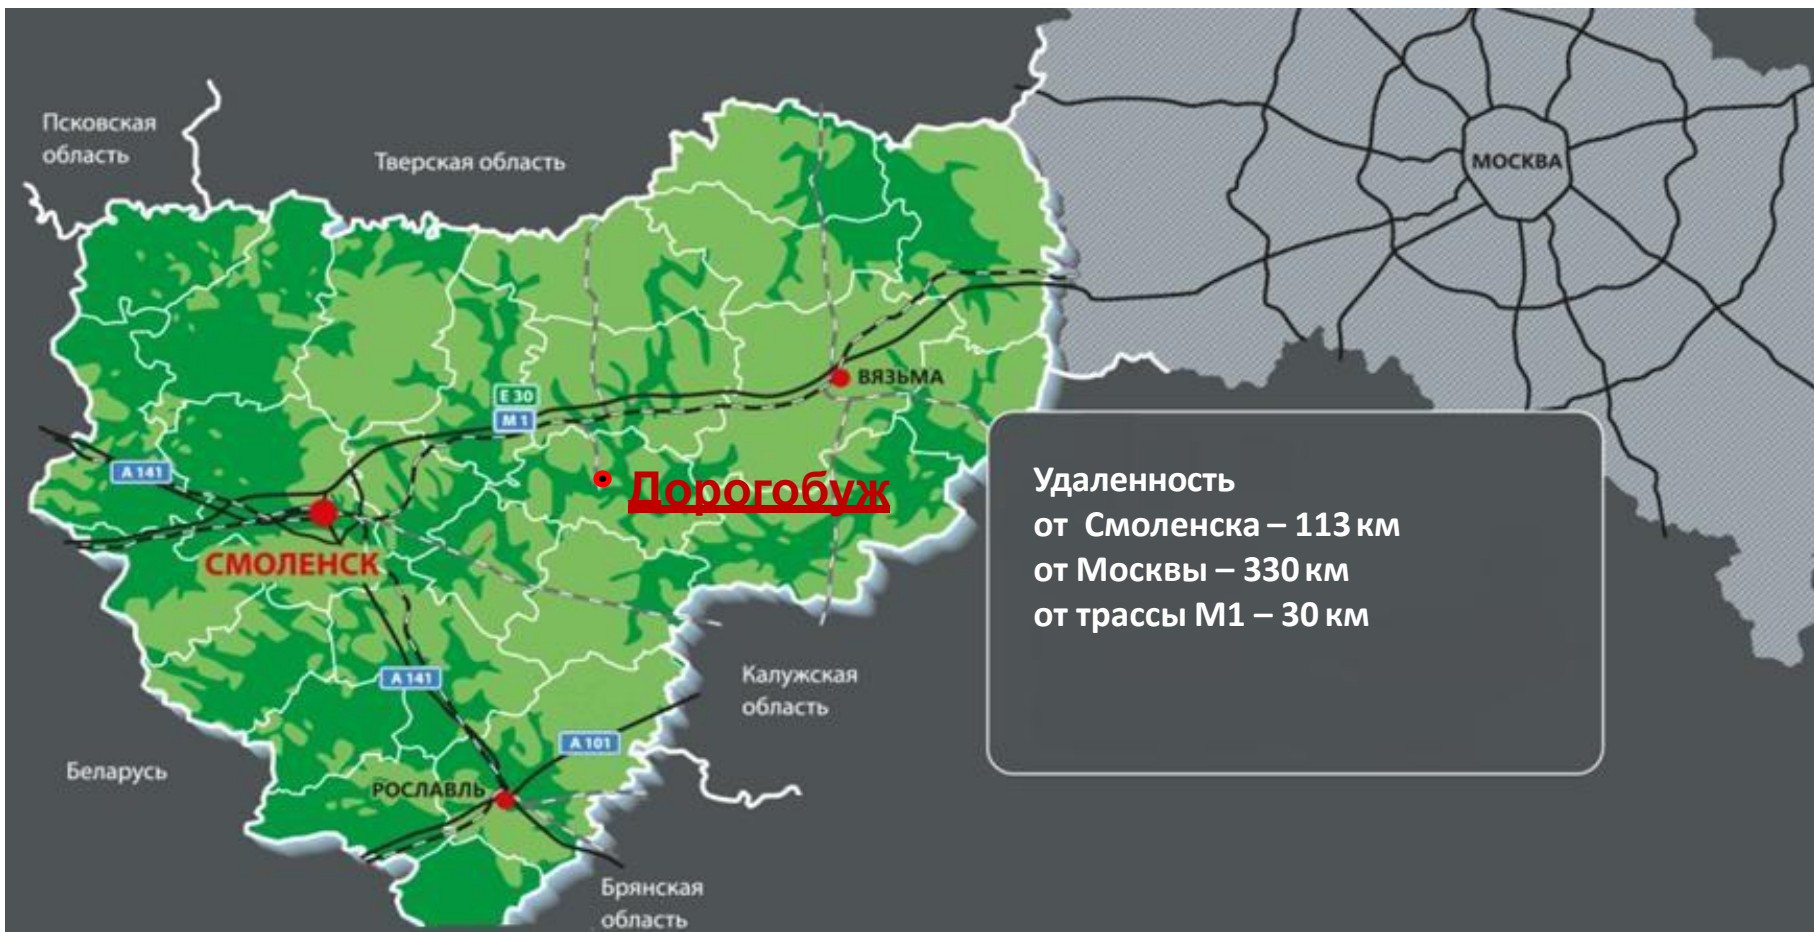 Псковская
область
Тверская область
МОСКВА
ВЯЗЬМА
E 30
M 1
A 141
Дорогобуж
СМОЛЕНСК
Удаленность
от Смоленска – 113 км
от Москвы – 330 км
от трассы М1 – 30 км
A 141
Калужская
область
A 101
Беларусь
РОСЛАВЛЬ
Брянская
область